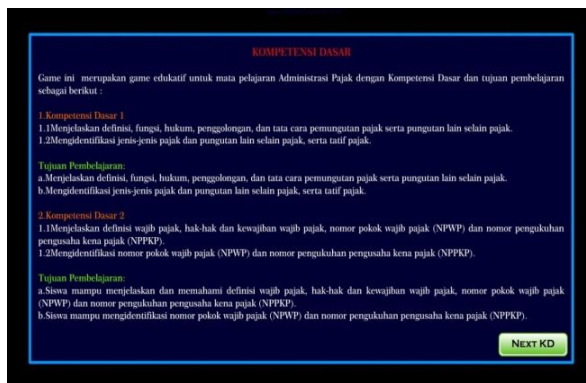 KOMPETENSI DASAR
Game ini merupakan game edukatif untuk mata pelajaran Administrasi Pajak dengan Kompetensi Dasar dan tujuan pembelajaran
sebagai berikut :
1.Kompetensi Dasar 1
1.1Menjelaskan definisi, fungsi, hukum, penggolongan, dan tata cara pemungutan pajak serta pungutan lain selain pajak.
1.2Mengidentifikasi jenis-jenis pajak dan pungutan lain selain pajak, serta tatif pajak.
Tujuan Pembelajaran:
a.Menjelaskan definisi, fungsi, hukum, penggolongan, dan tata cara pemungutan pajak serta pungutan lain selain pajak.
b.Mengidentifikasi jenis-jenis pajak dan pungutan lain selain pajak, serta tatif pajak.
2.Kompetensi Dasar 2
1.1Menjelaskan definisi wajib pajak, hak-hak dan kewajiban wajib pajak, nomor pokok wajib pajak (NPWP) dan nomor pengukuhan
pengusaha kena pajak (NPPKP).
1.2Mengidentifikasi nomor pokok wajib pajak (NPWP) dan nomor pengukuhan pengusaha kena pajak (NPPKP).
Tujuan Pembelajaran:
a.Siswa mampu menjelaskan dan memahami definisi wajib pajak, hak-hak dan kewajiban wajib pajak, nomor pokok wajib pajak
(NPWP) dan nomor pengukuhan pengusaha kena pajak (NPPKP).
b.Siswa mampu mengidentifikasi nomor pokok wajib pajak (NPWP) dan nomor pengukuhan pengusaha kena pajak (NPPKP).
NEXT KD